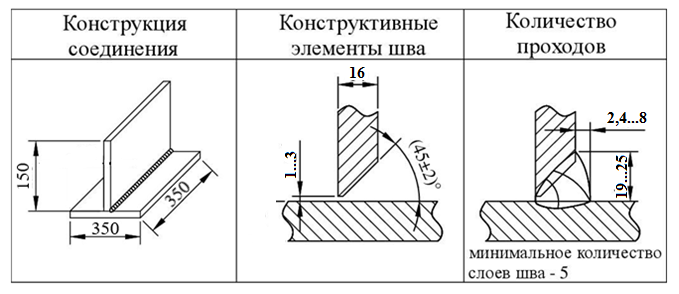 Конструкция
соединения
Конструктивные
элементы шва
Количество
проходов
150
350
350
16
1...3
(45±2)°
2,4...8
19...25
минимальное количество
слоев шва - 5